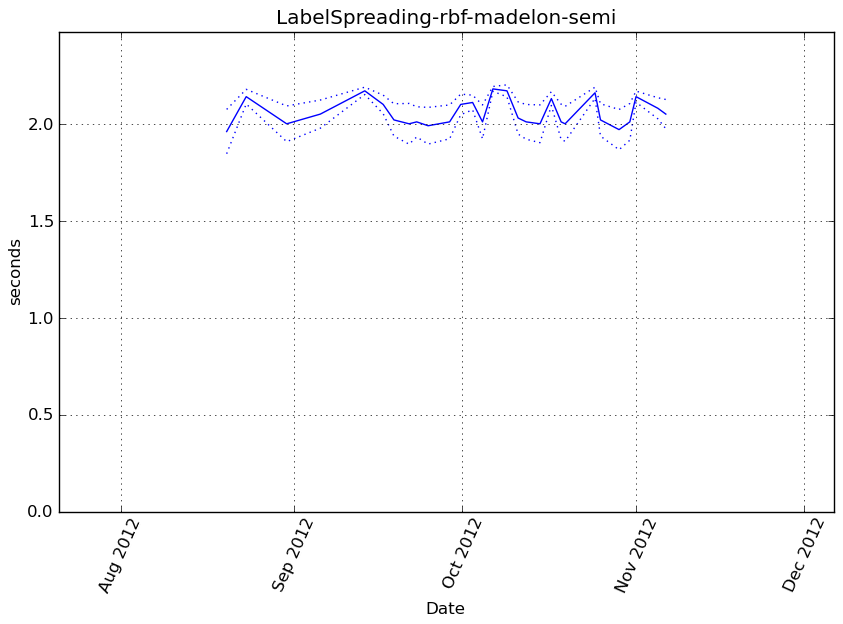 LabelSpreading-rbf-madelon-semi
2.0
1.5
1.0
0.5
0.0
seconds
Aug 2012
Sep 2012
Oct 2012
Nov 2012
Dec 2012
Date